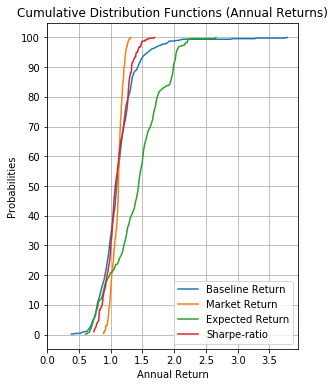 Cumulative Distribution Functions (Annual Returns)
100
90
80
70
60
50
40
30
20
10
0
Probabilities
0.0 0.5 1.0 1.5 2.0 2.5 3.0 3.5
Annual Return
Baseline Return
Market Return
Expected Return
Sharpe-ratio